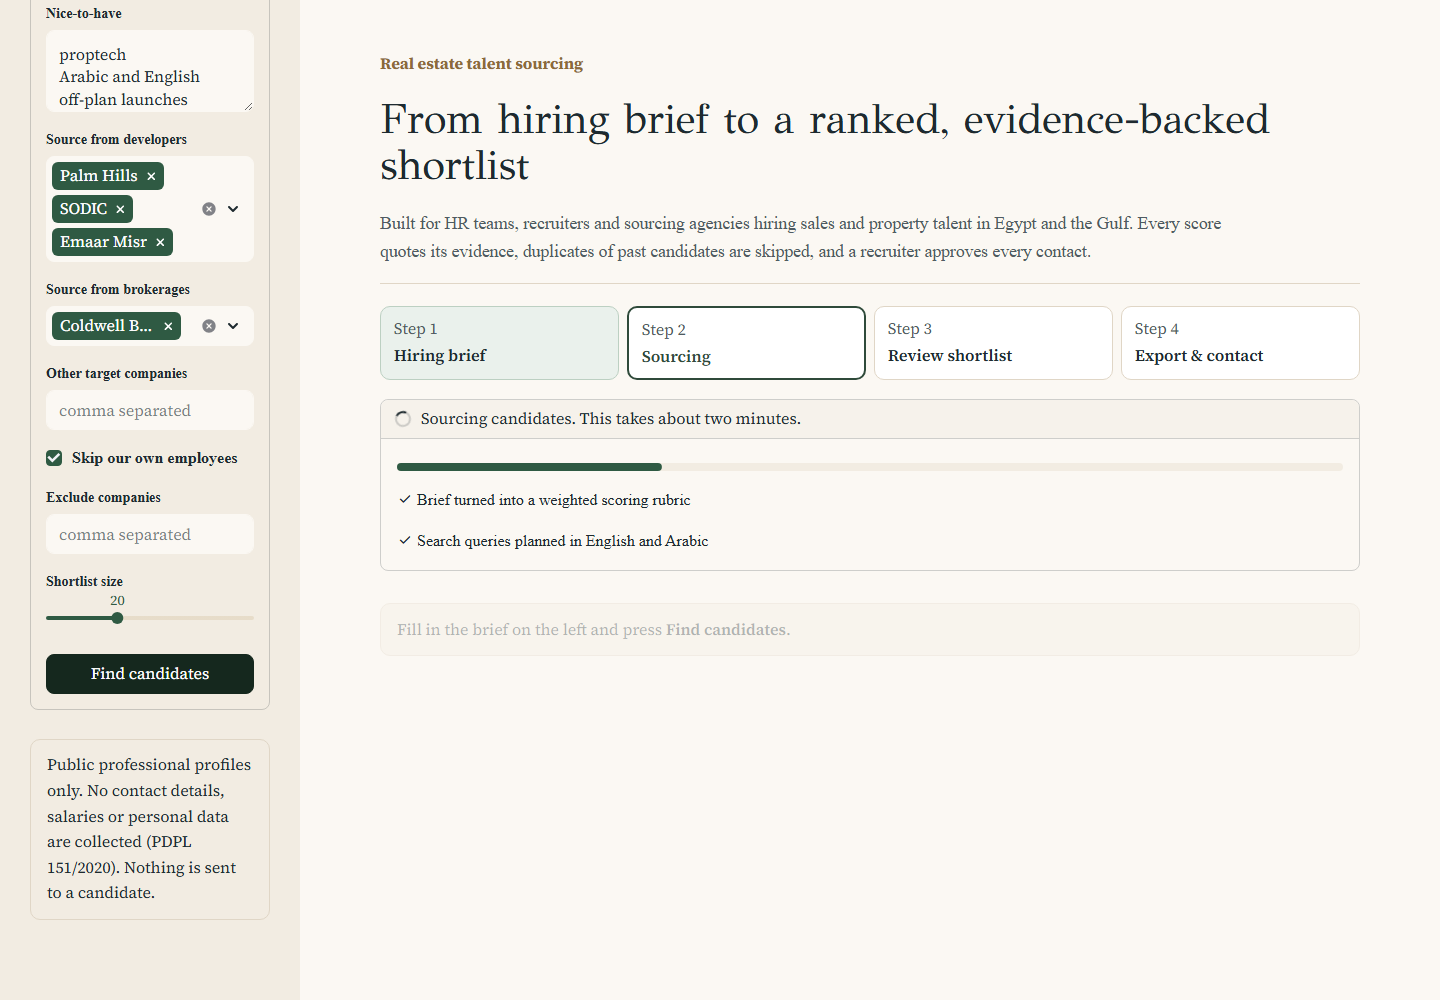 Nice-to-have
proptech
Arabic and English
off-plan launches
Source from developers
Palm Hills
SODIC
Emaar Misr
Source from brokerages
Coldwell B...
Other target companies
comma separated
Skip our own employees
Exclude companies
comma separated
Shortlist size
20
Find candidates
Public professional profiles
only. No contact details,
salaries or personal data
are collected (PDPL
151/2020). Nothing is sent
to a candidate.
Real estate talent sourcing
From hiring brief to a ranked, evidence-backed
shortlist
Built for HR teams, recruiters and sourcing agencies hiring sales and property talent in Egypt and the Gulf. Every score
quotes its evidence, duplicates of past candidates are skipped, and a recruiter approves every contact.
Step 1
Hiring brief
Step 2
Sourcing
Step 3
Review shortlist
Step 4
Export & contact
Sourcing candidates. This takes about two minutes.
Brief turned into a weighted scoring rubric
Search queries planned in English and Arabic
Fill in the brief on the left and press Find candidates.